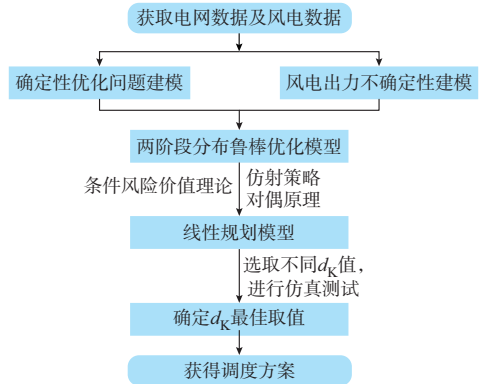 获取电网数据及风电数据
确定性优化问题建模
风电出力不确定性建模
两阶段分布鲁棒优化模型
条件风险价值理论
仿射策略
对偶原理
线性规划模型
选取不同dK值，
进行仿真测试
确定dK最佳取值
获得调度方案